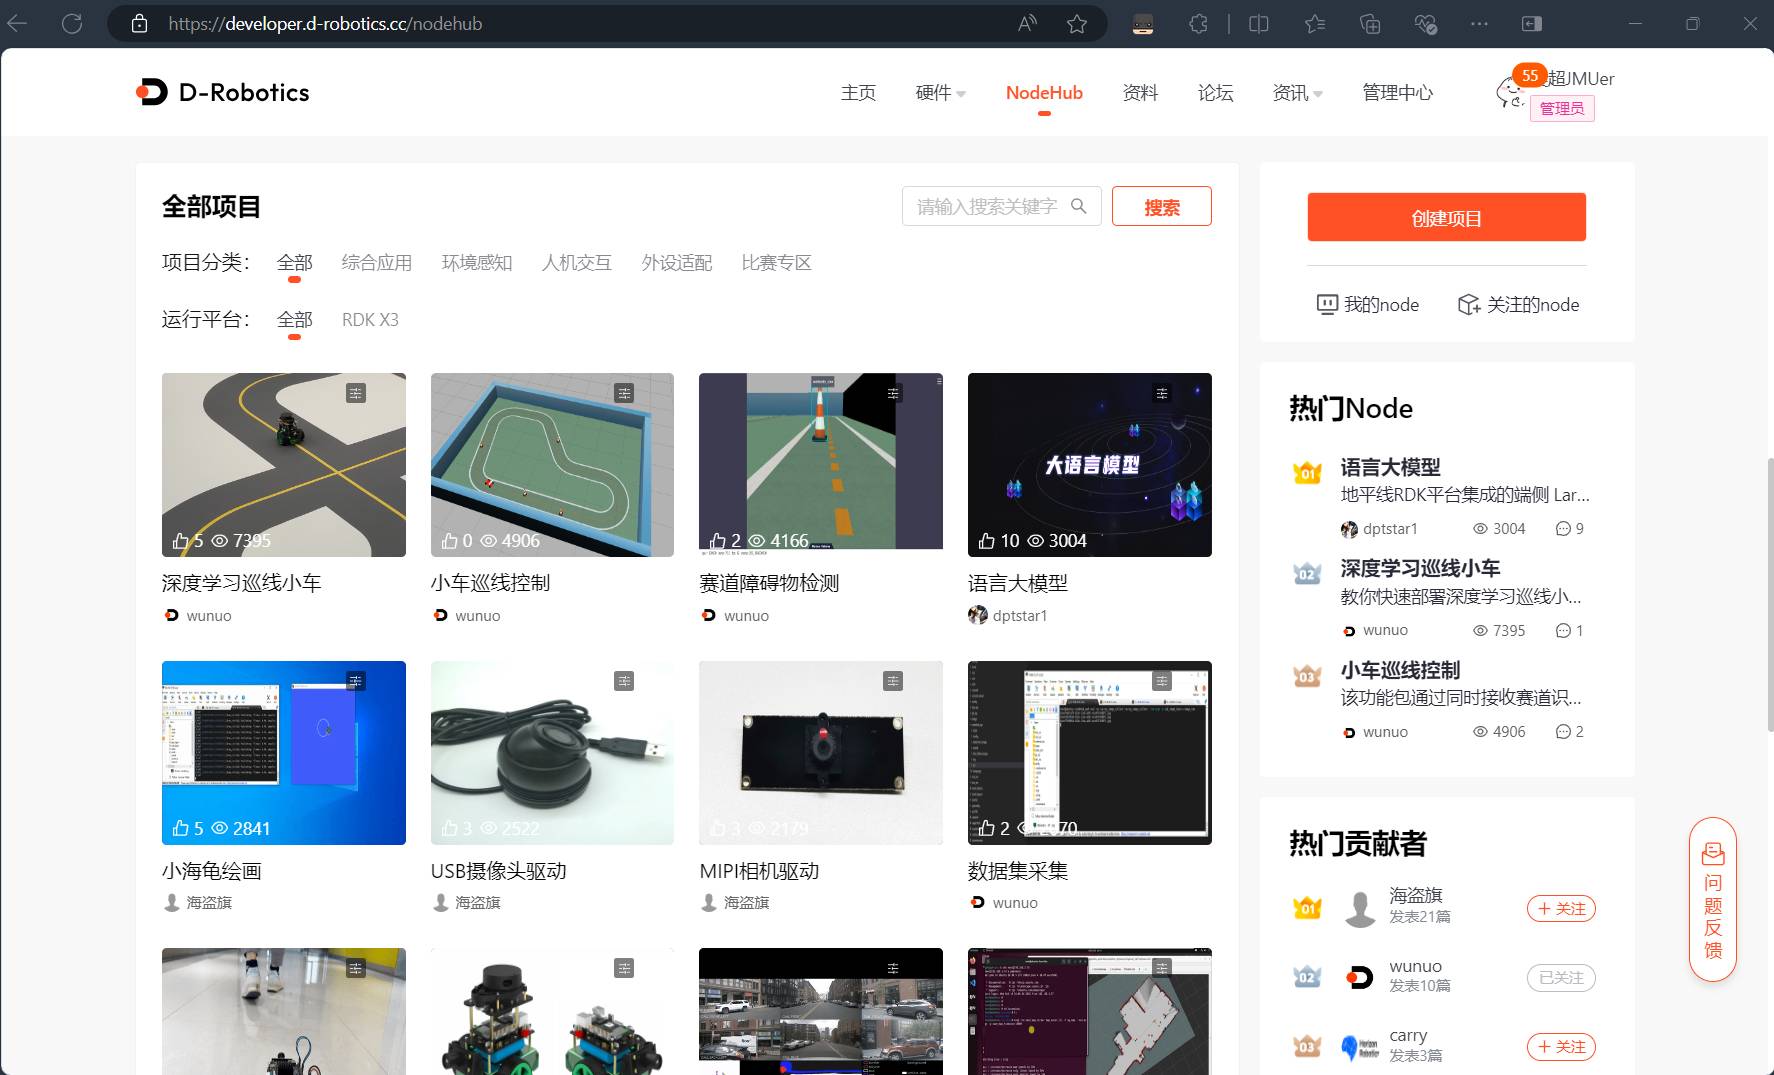 https://developer.d-robotics.cc/nodehub
D-Robotics
主页
硬件
NodeHub
资料
论坛
资讯
管理中心
55
超JMUer
管理员
全部项目
请输入搜索关键字
搜索
项目分类：
全部
综合应用
环境感知
人机交互
外设适配
比赛专区
运行平台：
全部
RDK X3
创建项目
我的node
关注的node
5 7395
0 4906
2 4166
大语言模型
10 3004
深度学习巡线小车
小车巡线控制
赛道障碍物检测
语言大模型
wunuo
wunuo
wunuo
dptstar1
5 2841
3 2522
3 2179
2
70
小海龟绘画
USB摄像头驱动
MIPI相机驱动
数据集采集
海盗旗
海盗旗
海盗旗
wunuo
热门Node
01
语言大模型
地平线RDK平台集成的端侧 Lar...
dptstar1
3004
9
02
深度学习巡线小车
教你快速部署深度学习巡线小...
wunuo
7395
1
03
小车巡线控制
该功能包通过同时接收赛道识...
wunuo
4906
2
热门贡献者
01
海盗旗
发表21篇
+ 关注
02
wunuo
发表10篇
已关注
03
Horizon
Robotics
carry
发表3篇
+ 关注
问题反馈